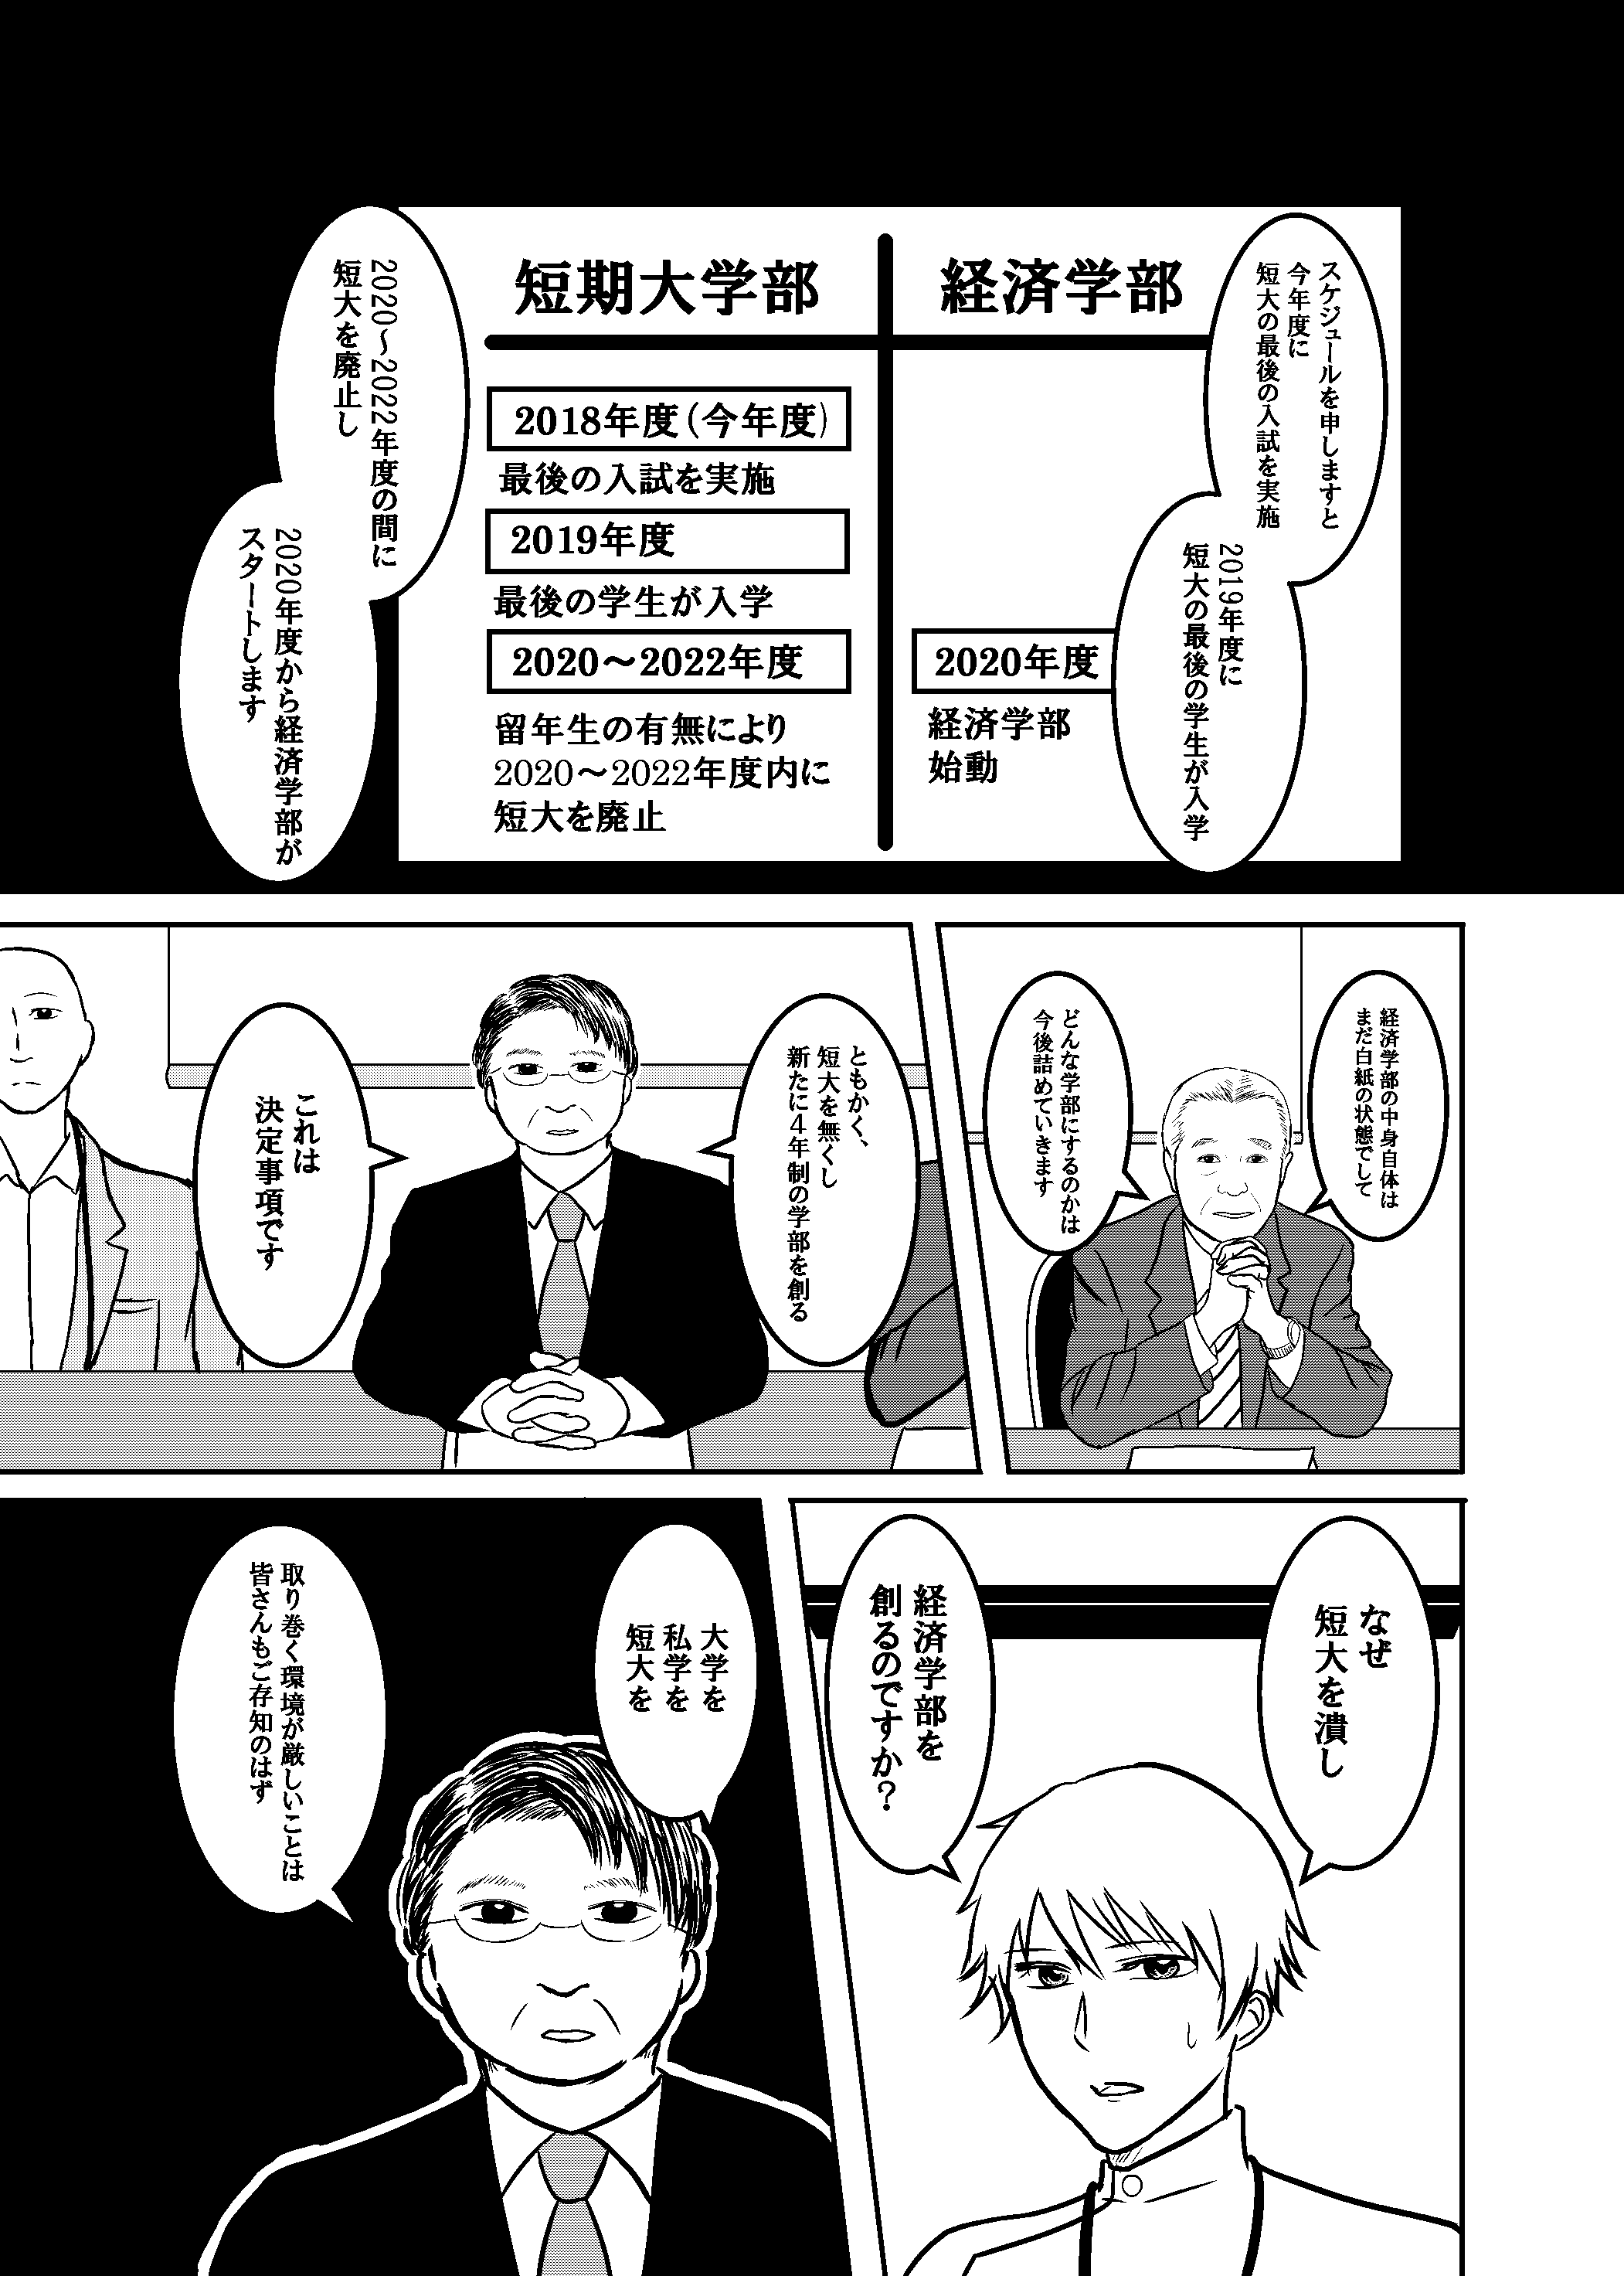 スケジュールを申しますと
今年度に
短大の最後の入試を実施
2019年度に
短大の最後の学生が入学
経済学部
短期大学部
2018年度(今年度)
最後の入試を実施
2019年度
最後の学生が入学
2020～2022年度
留年生の有無により
2020～2022年度内に
短大を廃止
2020年度
経済学部
始動
2020～2022年度の間に
短大を廃止し
2020年度から経済学部が
スタートします
経済学部の中身自体は
まだ白紙の状態でして
どんな学部にするのかは
今後詰めていきます
ともかく、
短大を無くし
新たに4年制の学部を創る
これは
決定事項です
なぜ
短大を潰し
経済学部を
創るのですか?
大学を
私学を
短大を
取り巻く環境が厳しいことは
皆さんもご存知のはず